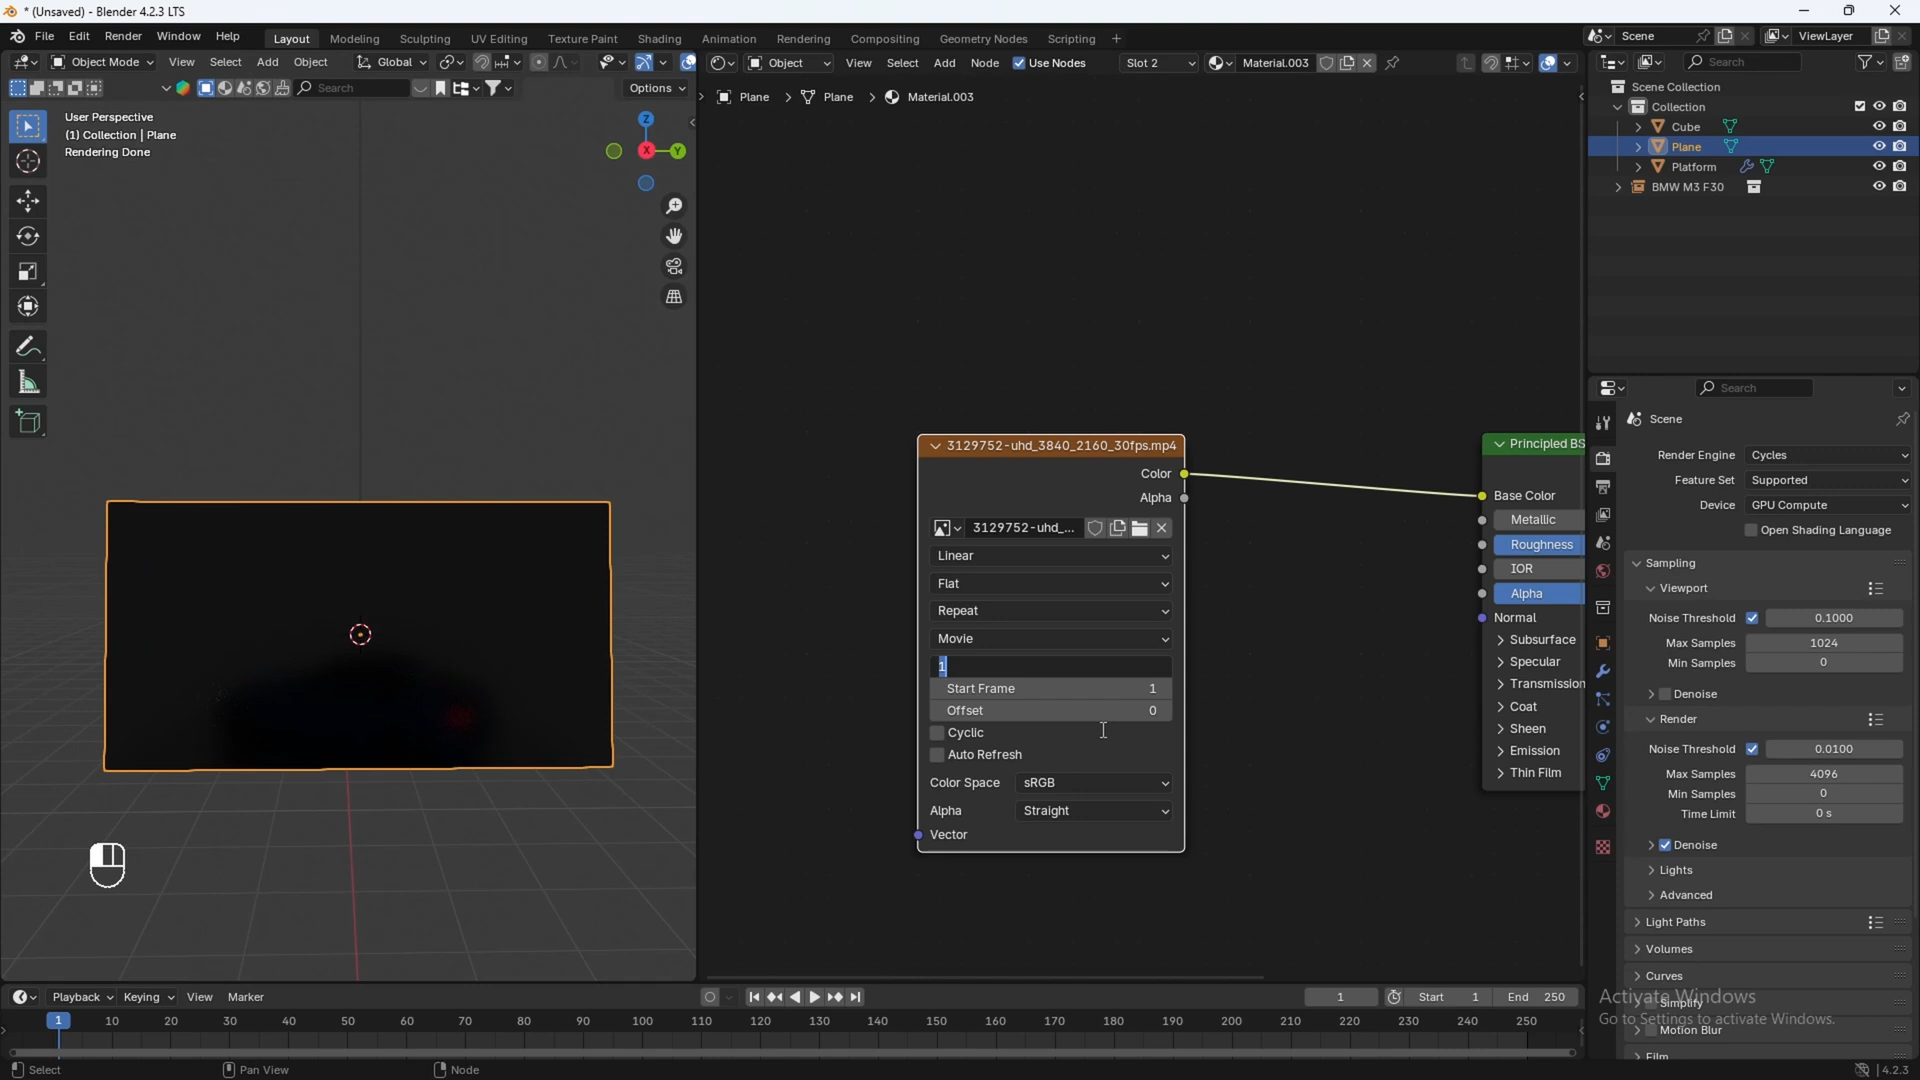 * (Unsaved) - Blender 4.2.3 LTS
File Edit Render Window Help Layout Modeling Sculpting UV Editing Texture Paint Shading Animation Rendering Compositing Geometry Nodes Scripting + Scene ViewLayer
Object Mode View Select Add Object Global Object View Select Add Node Use Nodes Slot 2 Material.003 Search
Search Options
Plane > Plane > Material.003
User Perspective
(1) Collection | Plane
Rendering Done
Z
X
Y
Scene Collection
Collection
Cube
Plane
Platform
BMW M3 F30
Search
Scene
Render Engine Cycles
Feature Set Supported
Device GPU Compute
Open Shading Language
Sampling
Viewport
Noise Threshold 0.1000
Max Samples 1024
Min Samples 0
Denoise
Render
Noise Threshold 0.0100
Max Samples 4096
Min Samples 0
Time Limit 0 s
Denoise
Lights
Advanced
Light Paths
Volumes
Curves
Simplify
Motion Blur
Film
3129752-uhd_3840_2160_30fps.mp4
Color
Alpha
3129752-uhd_...
Linear
Flat
Repeat
Movie
1
Start Frame 1
Offset 0
Cyclic
Auto Refresh
Color Space sRGB
Alpha Straight
Vector
Principled BS
Base Color
Metallic
Roughness
IOR
Alpha
Normal
Subsurface
Specular
Transmission
Coat
Sheen
Emission
Thin Film
Activate Windows
Go to Settings to activate Windows.
Playback Keying View Marker 1 Start 1 End 250
1 10 20 30 40 50 60 70 80 90 100 110 120 130 140 150 160 170 180 190 200 210 220 230 240 250
Select Pan View Node 4.2.3